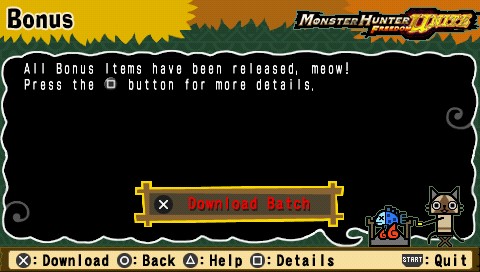 Bonus
MONSTER HUNTER
FREEDOM UNITE
All Bonus Items have been released, meow!
Press the button for more details.
Download Batch
: Download : Back : Help : Details START : Quit